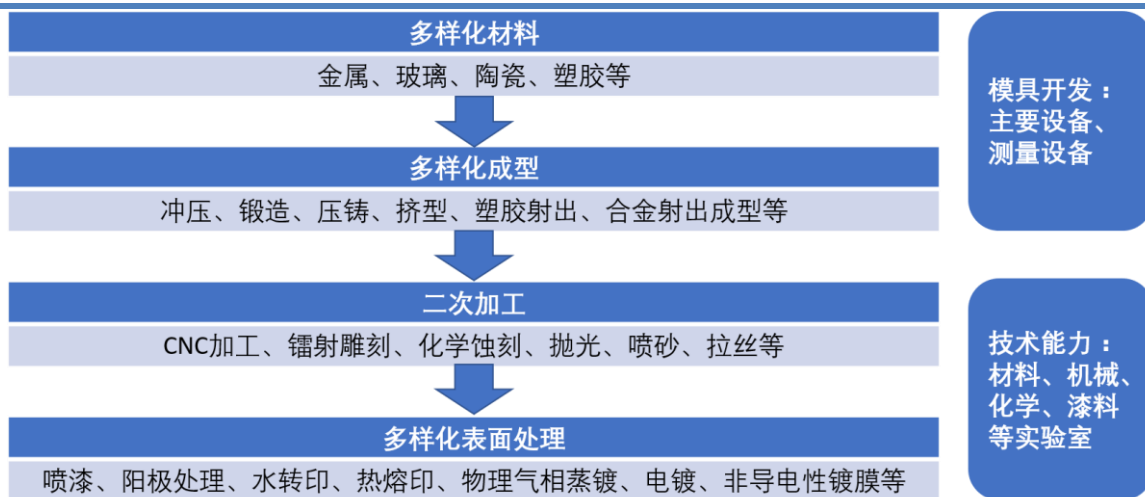 多样化材料
金属、玻璃、陶瓷、塑胶等
多样化成型
冲压、锻造、压铸、挤型、塑胶射出、合金射出成型等
二次加工
CNC加工、镭射雕刻、化学蚀刻、抛光、喷砂、拉丝等
多样化表面处理
喷漆、阳极处理、水转印、热熔印、物理气相蒸镀、电镀、非导电性镀膜等
模具开发：
主要设备、
测量设备
技术能力：
材料、机械、
化学、漆料
等实验室